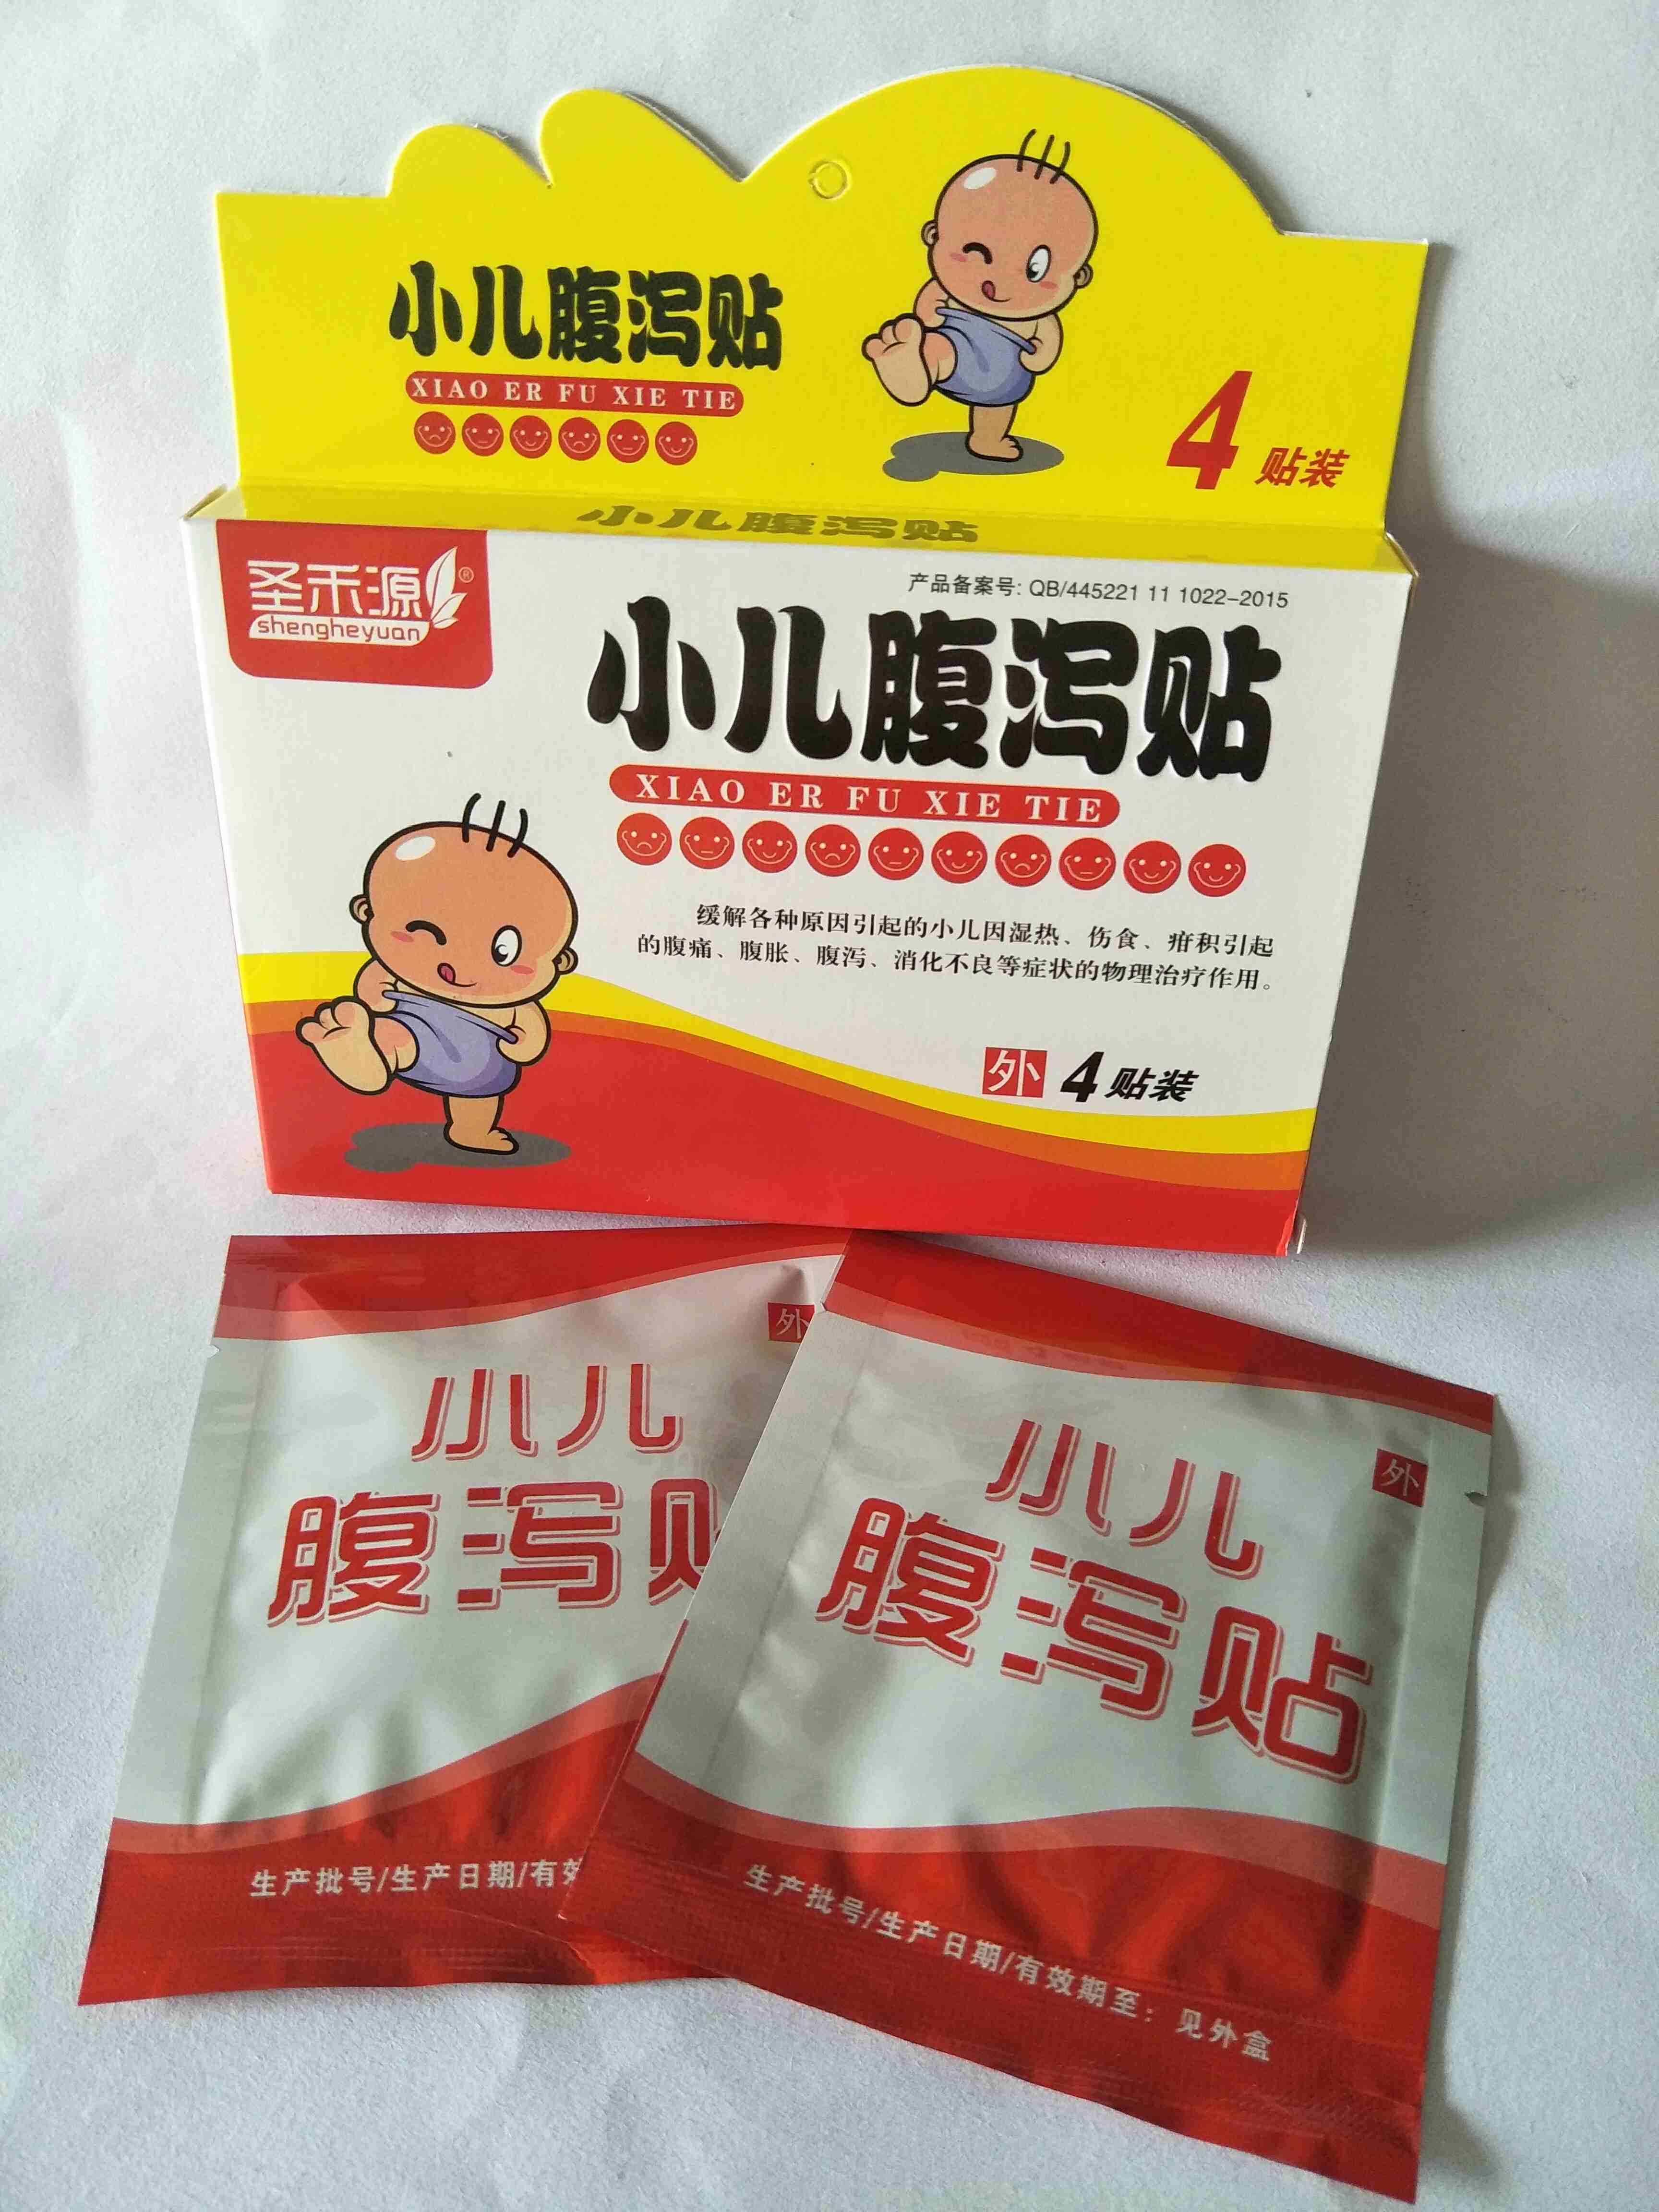 小儿腹泻贴
XIAO ER FU XIE TIE
4贴装
小儿腹泻贴
圣禾源®
shengheyuan
产品备案号: QB/445221 11 1022-2015
小儿腹泻贴
XIAO ER FU XIE TIE
缓解各种原因引起的小儿因湿热、伤食、疳积引起
的腹痛、腹胀、腹泻、消化不良等症状的物理治疗作用。
外 4贴装
外
小儿
腹泻贴
生产批号/生产日期/有效
外
小儿
腹泻贴
生产批号/生产日期/有效期至：见外盒